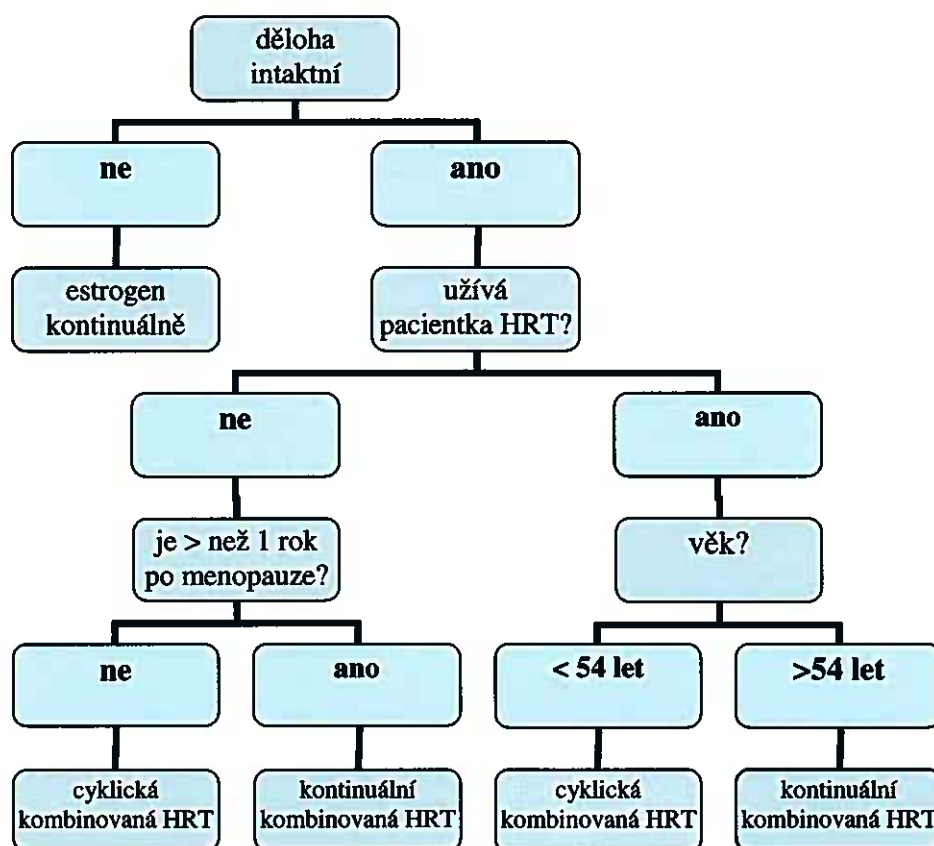 děloha
intaktní
ne
ano
estrogen
kontinuálně
užívá
pacientka HRT?
ne
ano
je > než 1 rok
po menopauze?
věk?
ne
ano
< 54 let
>54 let
cyklická
kombinovaná HRT
kontinuální
kombinovaná HRT
cyklická
kombinovaná HRT
kontinuální
kombinovaná HRT